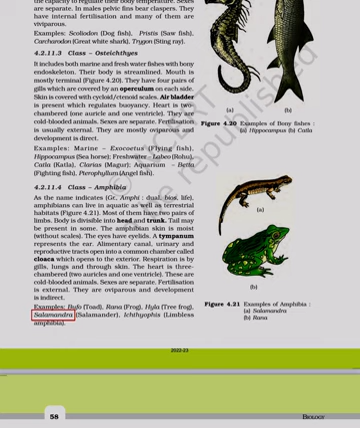 the capacity to regulate their body temperature. Sexes
are separate. In males pelvic fins bear claspers. They
have internal fertilisation and many of them are
viviparous.
Examples: Scoliodon (Dog fish), Pristis (Saw fish),
Carcharodon (Great white shark), Trygon (Sting ray).
4.2.11.3 Class – Osteichthyes
It includes both marine and fresh water fishes with bony
endoskeleton. Their body is streamlined. Mouth is
mostly terminal (Figure 4.20). They have four pairs of
gills which are covered by an operculum on each side.
Skin is covered with cycloid/ctenoid scales. Air bladder
is present which regulates buoyancy. Heart is two-
chambered (one auricle and one ventricle). They are
cold-blooded animals. Sexes are separate. Fertilisation
is usually external. They are mostly oviparous and
development is direct.
Examples: Marine – Exocoetus (Flying fish),
Hippocampus (Sea horse); Freshwater – Labeo (Rohu),
Catla (Katla), Clarias (Magur); Aquarium – Betta
(Fighting fish), Pterophyllum (Angel fish).
4.2.11.4 Class – Amphibia
As the name indicates (Gr., Amphi : dual, bios, life),
amphibians can live in aquatic as well as terrestrial
habitats (Figure 4.21). Most of them have two pairs of
limbs. Body is divisible into head and trunk. Tail may
be present in some. The amphibian skin is moist
(without scales). The eyes have eyelids. A tympanum
represents the ear. Alimentary canal, urinary and
reproductive tracts open into a common chamber called
cloaca which opens to the exterior. Respiration is by
gills, lungs and through skin. The heart is three-
chambered (two auricles and one ventricle). These are
cold-blooded animals. Sexes are separate. Fertilisation
is external. They are oviparous and development
is indirect.
Examples: Bufo (Toad), Rana (Frog), Hyla (Tree frog),
Salamandra (Salamander), Ichthyophis (Limbless
amphibia).
(a) (b)
Figure 4.20 Examples of Bony fishes :
(a) Hippocampus (b) Catla
(a)
(b)
Figure 4.21 Examples of Amphibia :
(a) Salamandra
(b) Rana
2022-23
58
BIOLOGY